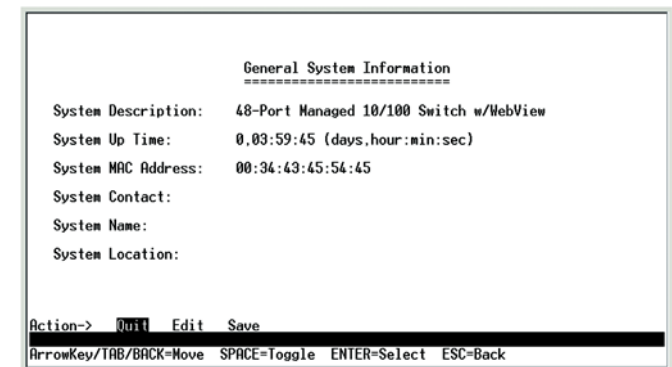 General System Information
==========================
System Description: 48-Port Managed 10/100 Switch w/WebView
System Up Time: 0,03:59:45 (days,hour:min:sec)
System MAC Address: 00:34:43:45:54:45
System Contact:
System Name:
System Location:
Action-> Quit Edit Save
ArrowKey/TAB/BACK=Move SPACE=Toggle ENTER=Select ESC=Back